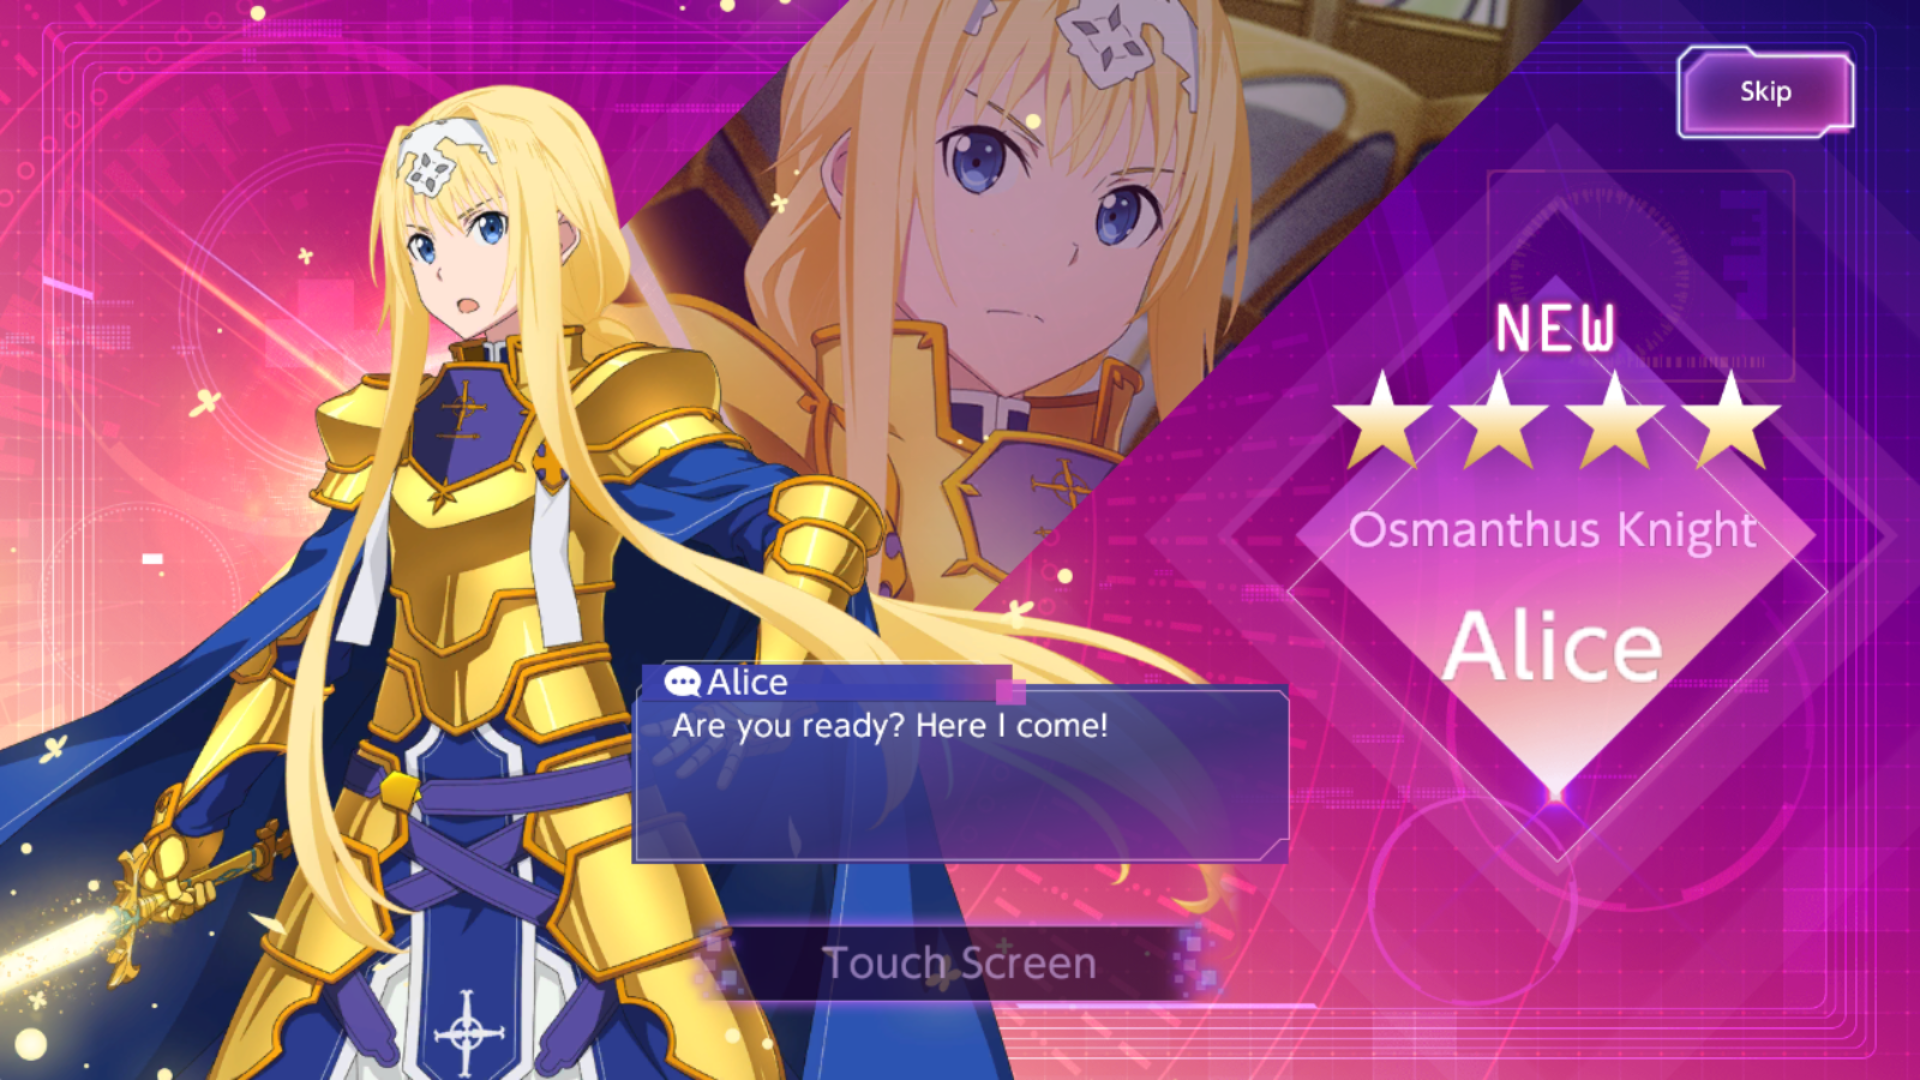 Skip
NEW
Osmanthus Knight
Alice
Alice
Are you ready? Here I come!
Touch Screen